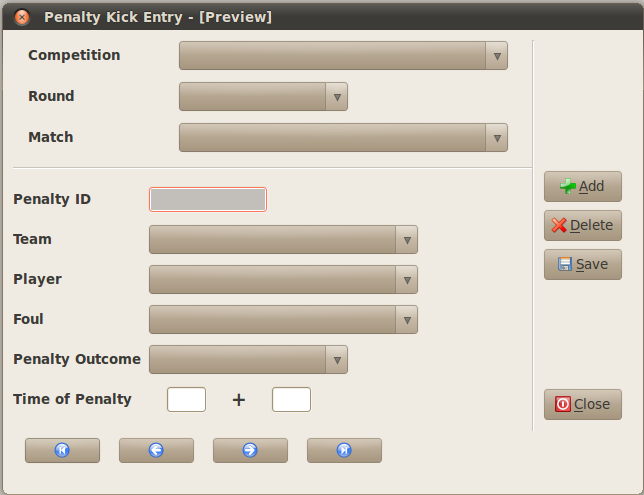 Penalty Kick Entry - [Preview]
Competition
Round
Match
Penalty ID
Add
Team
Delete
Player
Save
Foul
Penalty Outcome
Time of Penalty +
Close